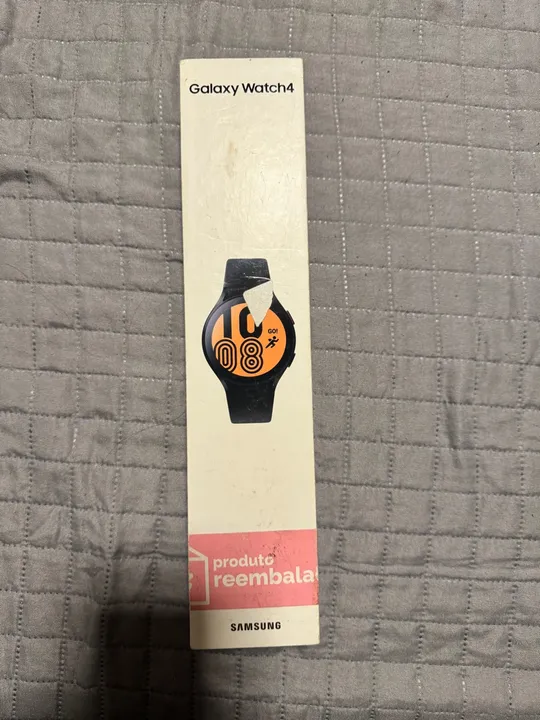 Galaxy Watch4
10
GO!
08
produto
reembala
SAMSUNG